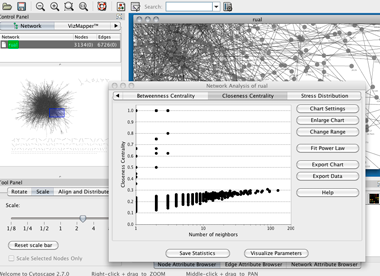 Search:
rual
Control Panel
Network
VizMapper™
Network
Nodes
Edges
1134(0)
6726(0)
Network Analysis of rual
Betweenness Centrality
Closeness Centrality
Stress Distribution
Closeness Centrality
1.0
0.9
0.8
0.7
0.6
0.5
0.4
0.3
0.2
0.1
0.0
1
10
100
200
Number of neighbors
Chart Settings
Enlarge Chart
Change Range
Fit Power Law
Export Chart
Export Data
Help
Save Statistics
Visualize Parameters
Tool Panel
Rotate
Scale
Align and Distribute
Scale:
1/8
1/4
1/2
1
2
4
8
Reset scale bar
Scale Selected Nodes Only
Node Attribute Browser
Edge Attribute Browser
Network Attribute Browser
Welcome to Cytoscape 2.7.0
Right-click + drag to ZOOM
Middle-click + drag to PAN